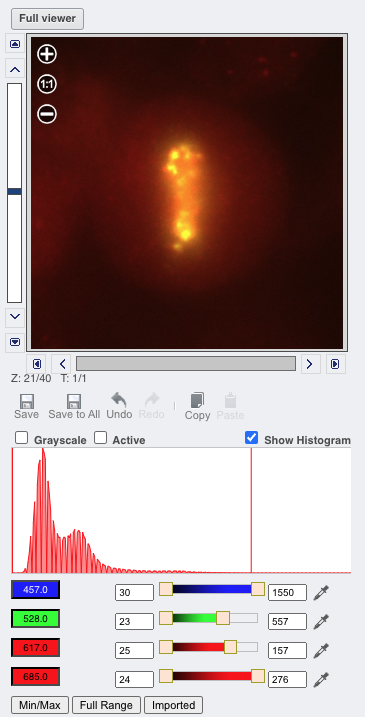 Full viewer
1:1
Z: 21/40 T: 1/1
Save Save to All Undo Redo Copy Paste
Grayscale Active Show Histogram
457.0 30 1550
528.0 23 557
617.0 25 157
685.0 24 276
Min/Max Full Range Imported